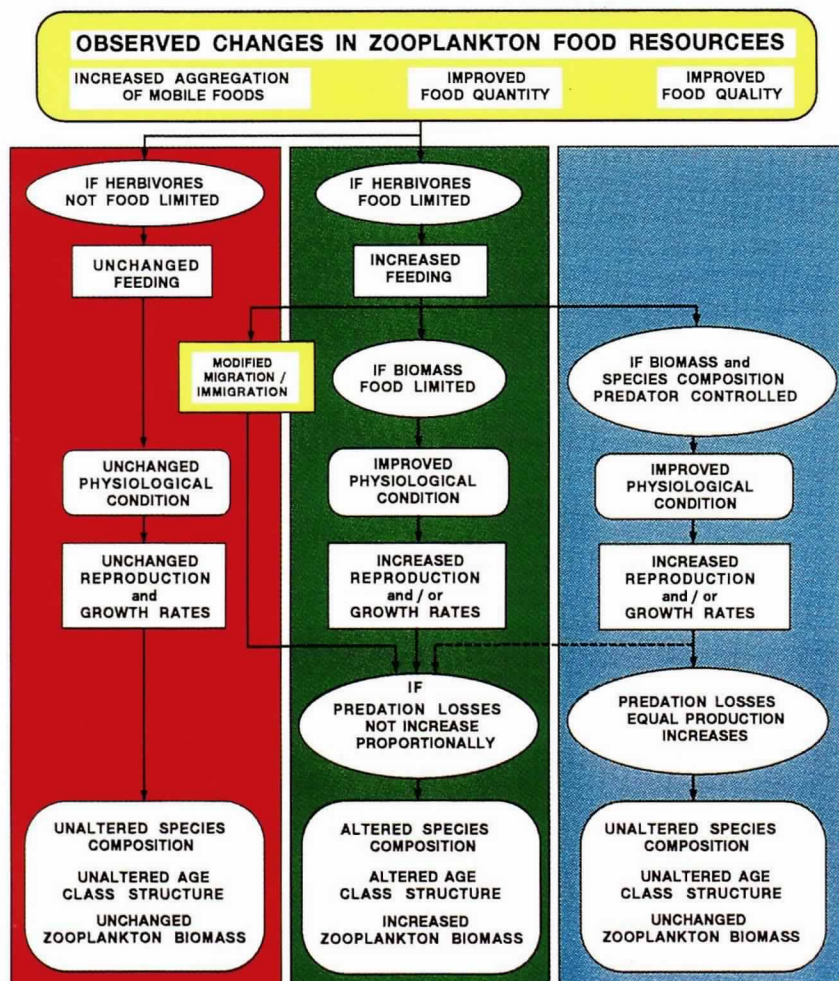 OBSERVED CHANGES IN ZOOPLANKTON FOOD RESOURCEES
INCREASED AGGREGATION
OF MOBILE FOODS
IMPROVED
FOOD QUANTITY
IMPROVED
FOOD QUALITY
IF HERBIVORES
NOT FOOD LIMITED
UNCHANGED
FEEDING
UNCHANGED
PHYSIOLOGICAL
CONDITION
UNCHANGED
REPRODUCTION
and
GROWTH RATES
UNALTERED SPECIES
COMPOSITION
UNALTERED AGE
CLASS STRUCTURE
UNCHANGED
ZOOPLANKTON BIOMASS
IF HERBIVORES
FOOD LIMITED
INCREASED
FEEDING
MODIFIED
MIGRATION /
IMMIGRATION
IF BIOMASS
FOOD LIMITED
IMPROVED
PHYSIOLOGICAL
CONDITION
INCREASED
REPRODUCTION
and / or
GROWTH RATES
IF
PREDATION LOSSES
NOT INCREASE
PROPORTIONALLY
ALTERED SPECIES
COMPOSITION
ALTERED AGE
CLASS STRUCTURE
INCREASED
ZOOPLANKTON BIOMASS
IF BIOMASS and
SPECIES COMPOSITION
PREDATOR CONTROLLED
IMPROVED
PHYSIOLOGICAL
CONDITION
INCREASED
REPRODUCTION
and / or
GROWTH RATES
PREDATION LOSSES
EQUAL PRODUCTION
INCREASES
UNALTERED SPECIES
COMPOSITION
UNALTERED AGE
CLASS STRUCTURE
UNCHANGED
ZOOPLANKTON BIOMASS